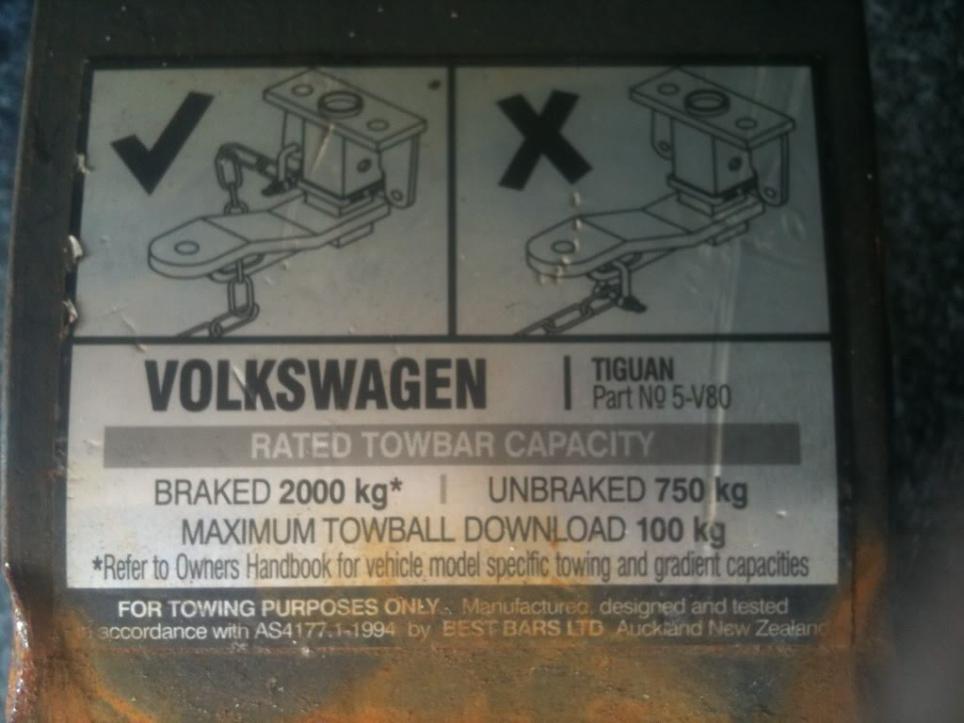 VOLKSWAGEN | TIGUAN
Part Nº 5-V80
RATED TOWBAR CAPACITY
BRAKED 2000 kg* | UNBRAKED 750 kg
MAXIMUM TOWBALL DOWNLOAD 100 kg
*Refer to Owners Handbook for vehicle model specific towing and gradient capacities
FOR TOWING PURPOSES ONLY. Manufactured, designed and tested
in accordance with AS4177.1-1994 by BEST BARS LTD Auckland New Zealand